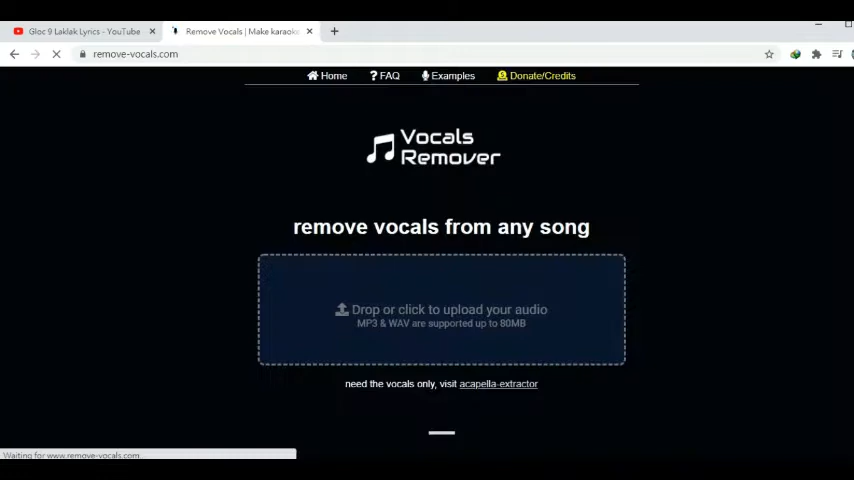 Gloc 9 Laklak Lyrics - YouTube
Remove Vocals | Make karaok
remove-vocals.com
Home
FAQ
Examples
Donate/Credits
Vocals
Remover
remove vocals from any song
Drop or click to upload your audio
MP3 & WAV are supported up to 80MB
need the vocals only, visit acapella-extractor
Waiting for www.remove-vocals.com...